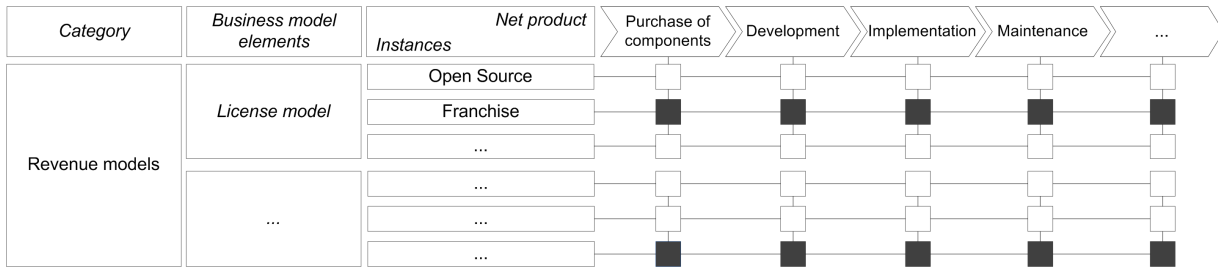 Category
Business model
elements
Net product
Instances
Purchase of
components
Development
Implementation
Maintenance
...
Revenue models
License model
Open Source
Franchise
...
...
...
...
...